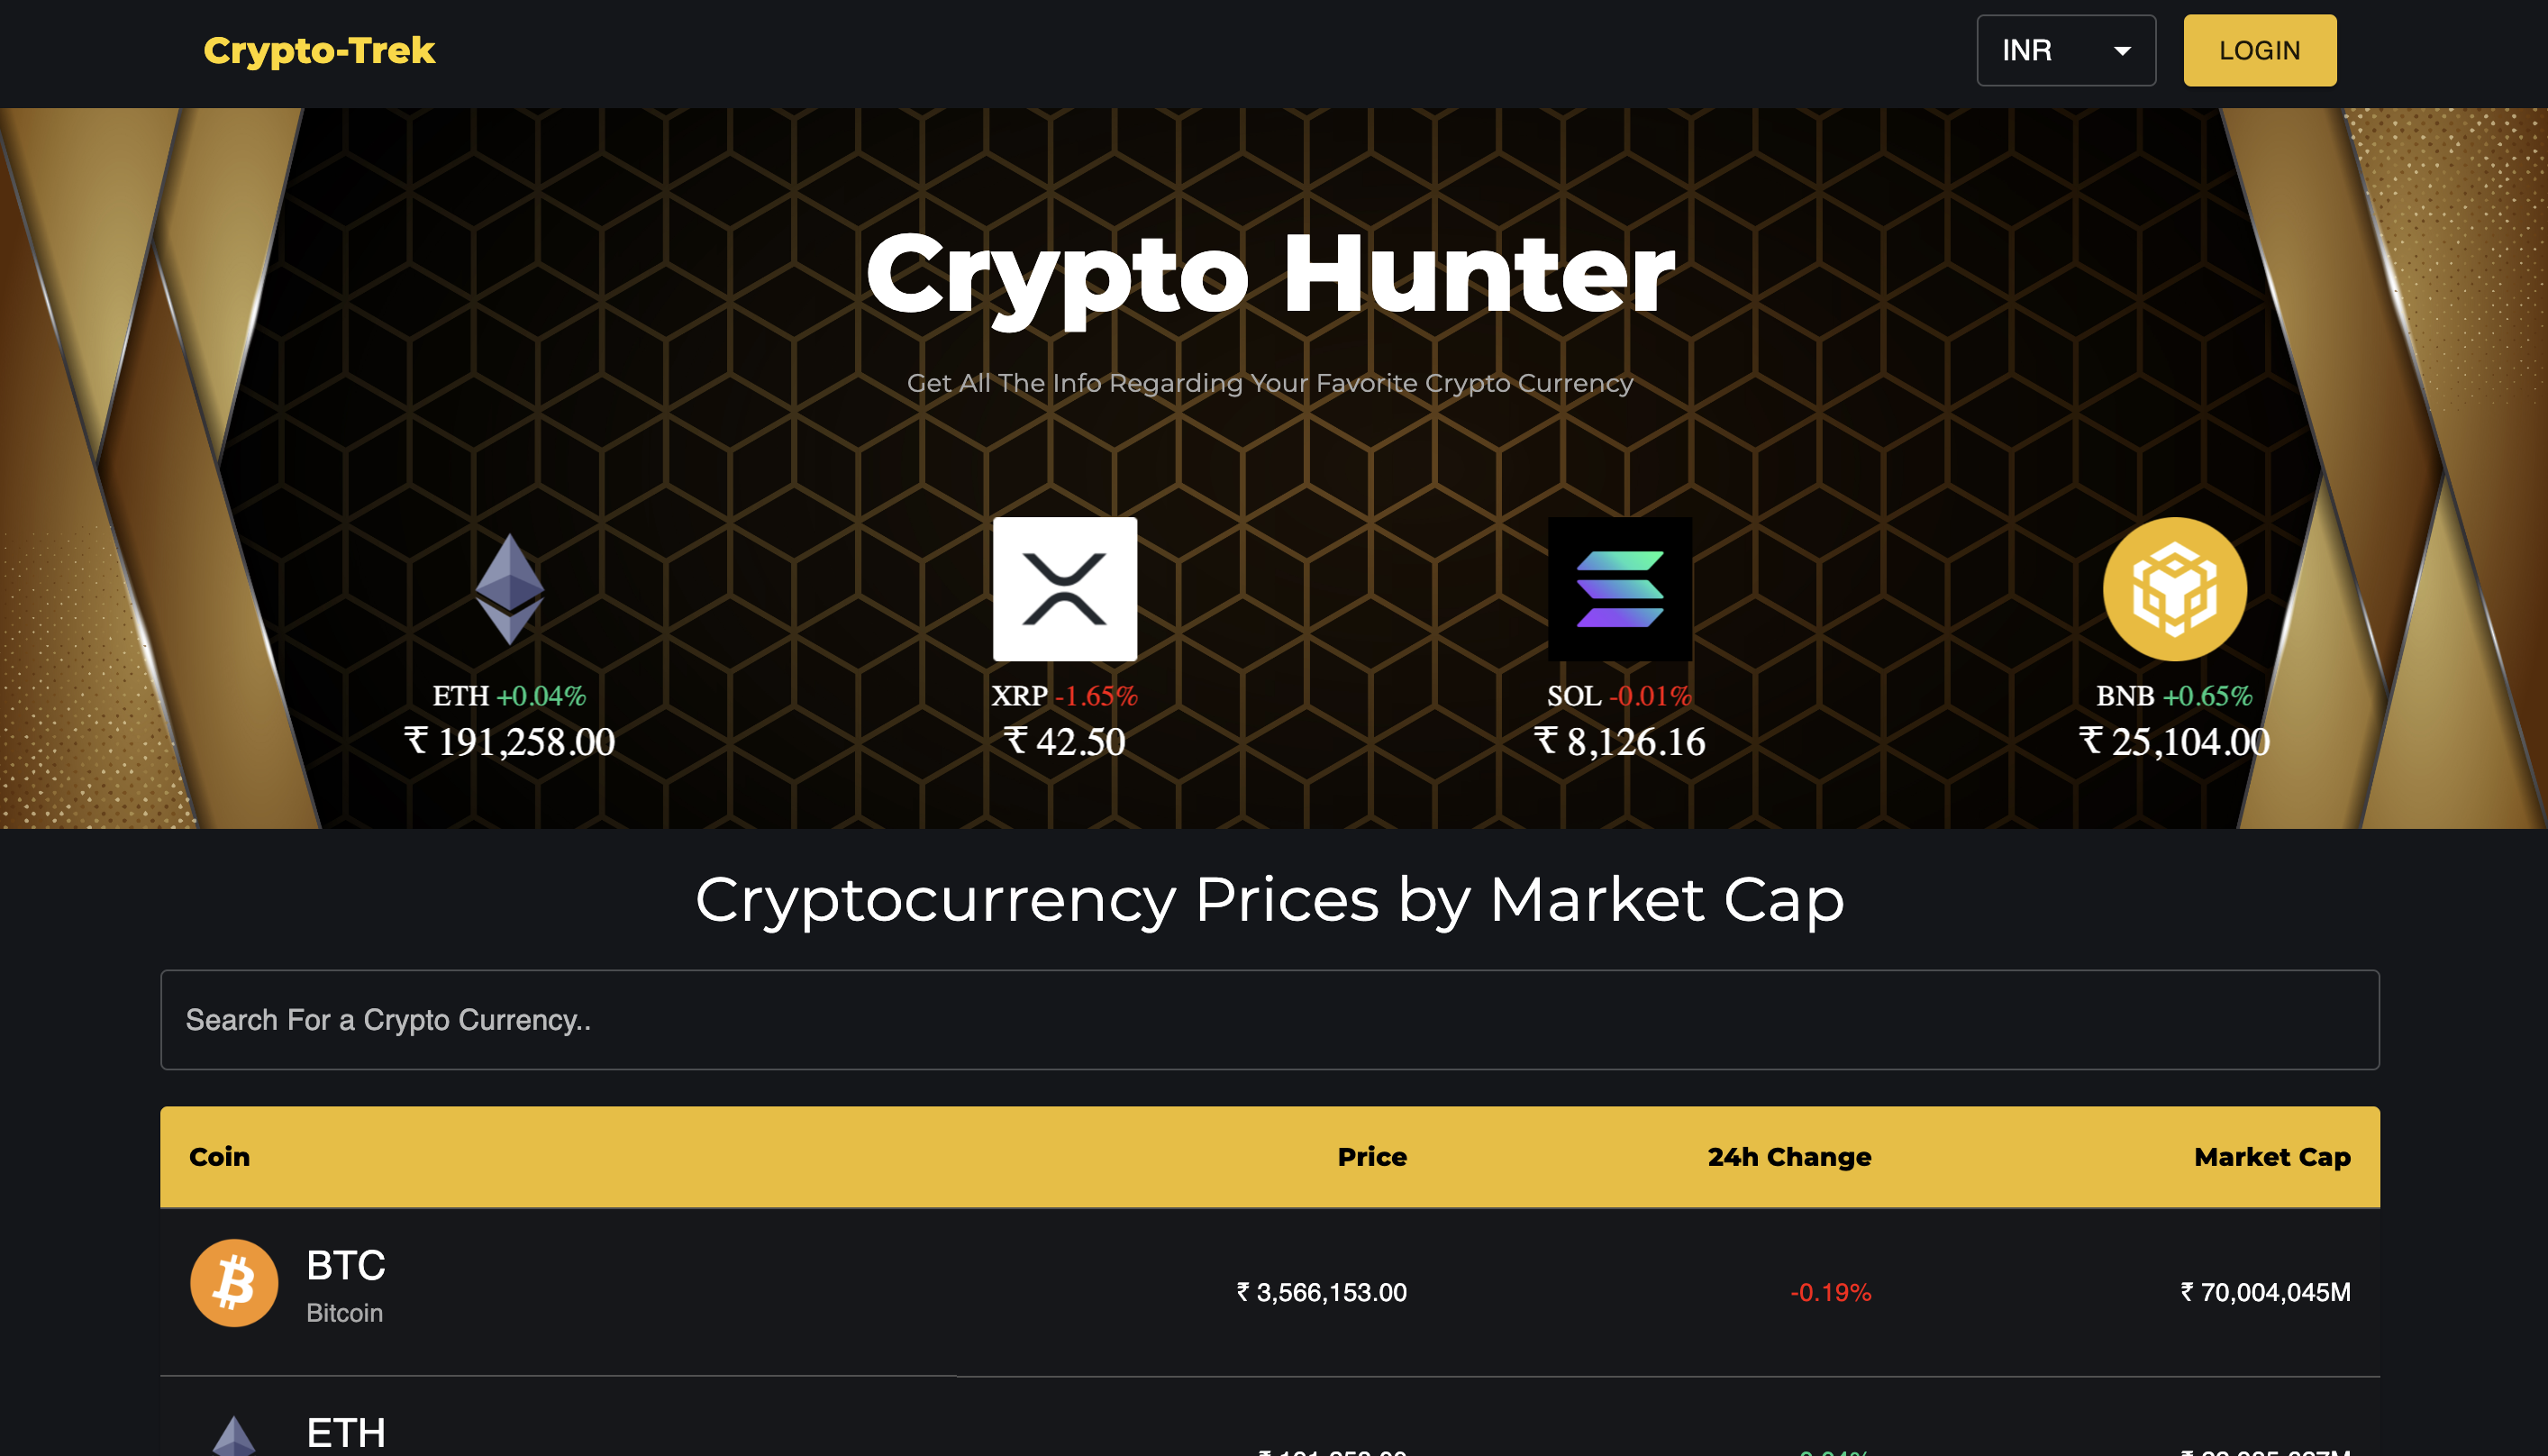 Crypto-Trek
INR
LOGIN
Crypto Hunter
Get All The Info Regarding Your Favorite Crypto Currency
ETH +0.04%
₹ 191,258.00
XRP -1.65%
₹ 42.50
SOL -0.01%
₹ 8,126.16
BNB +0.65%
₹ 25,104.00
Cryptocurrency Prices by Market Cap
Search For a Crypto Currency..
Coin Price 24h Change Market Cap
BTC
Bitcoin
₹ 3,566,153.00 -0.19% ₹ 70,004,045M
ETH